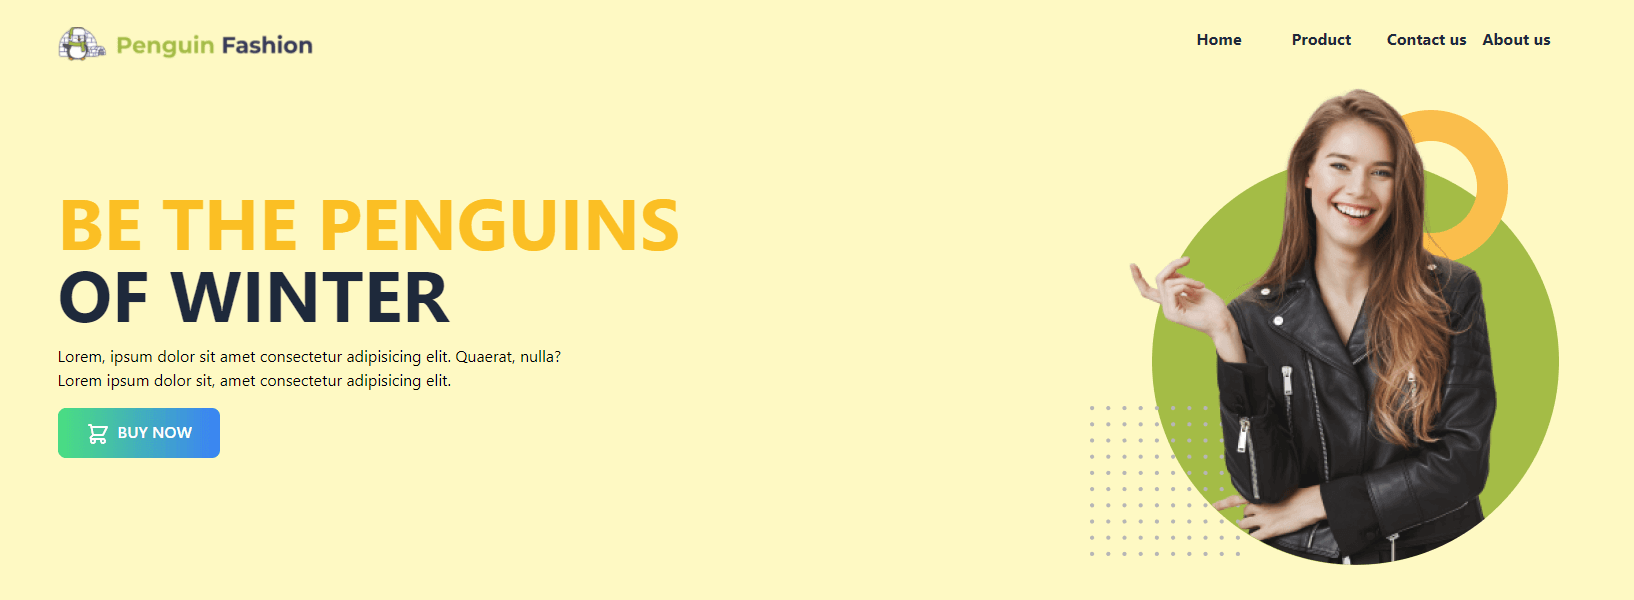 Penguin Fashion
Home Product Contact us About us
BE THE PENGUINS
OF WINTER
Lorem, ipsum dolor sit amet consectetur adipisicing elit. Quaerat, nulla?
Lorem ipsum dolor sit, amet consectetur adipisicing elit.
BUY NOW